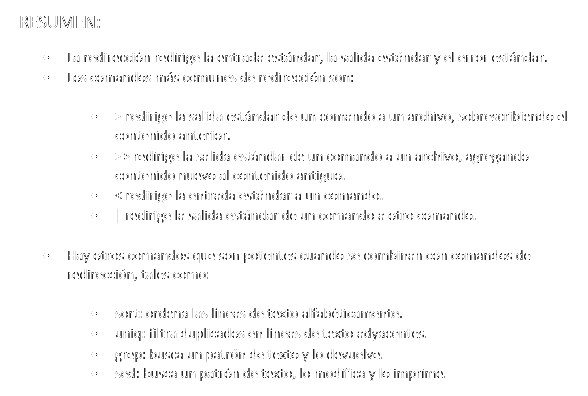 RESUMEN:
La redirección redirige la entrada estándar, la salida estándar y el error estándar.
Los comandos más comunes de redirección son:
> redirige la salida estándar de un comando a un archivo, sobrescribiendo el
contenido anterior.
>> redirige la salida estándar de un comando a un archivo, agregando
contenido nuevo al contenido antiguo.
< redirige la entrada estándar a un comando.
| redirige la salida estándar de un comando a otro comando.
Hay otros comandos que son potentes cuando se combinan con comandos de
redirección, tales como:
sort: ordena las líneas de texto alfabéticamente.
uniq: filtra duplicados en líneas de texto adyacentes.
grep: busca un patrón de texto y lo devuelve.
sed: busca un patrón de texto, lo modifica y lo imprime.